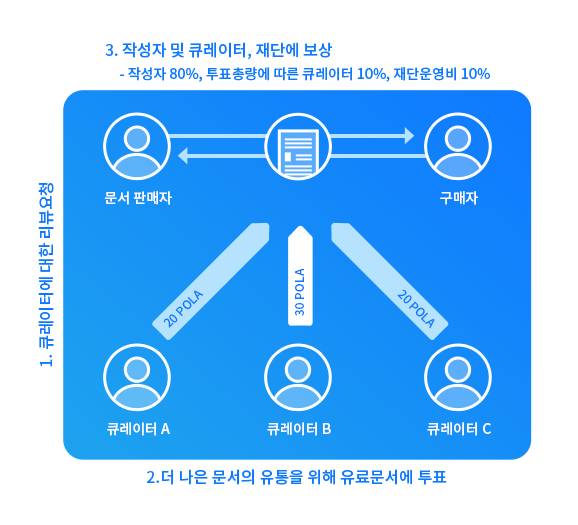 3. 작성자 및 큐레이터, 재단에 보상
- 작성자 80%, 투표총량에 따른 큐레이터 10%, 재단운영비 10%
문서 판매자
구매자
1. 큐레이터에 대한 리뷰요청
20 POLA
30 POLA
20 POLA
큐레이터 A
큐레이터 B
큐레이터 C
2.더 나은 문서의 유통을 위해 유료문서에 투표